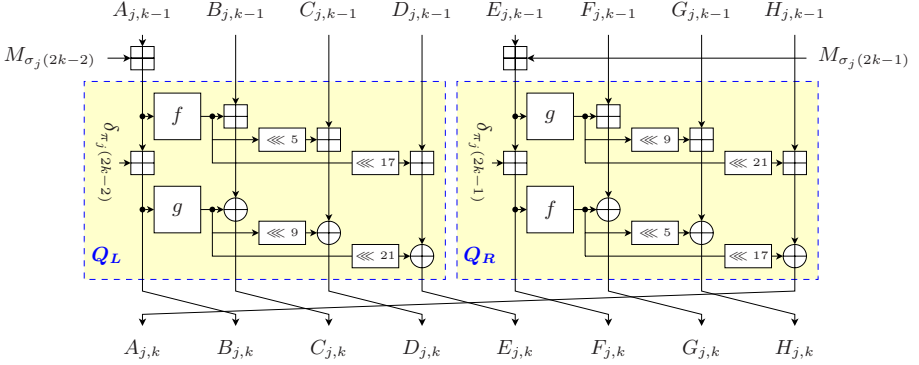 A_{j,k−1} B_{j,k−1} C_{j,k−1} D_{j,k−1} E_{j,k−1} F_{j,k−1} G_{j,k−1} H_{j,k−1}
M_{σ_j(2k−2)} M_{σ_j(2k−1)}
f g
⋘ 5 ⋘ 9
δ_{π_j(2k−2)} ⋘ 17 δ_{π_j(2k−1)} ⋘ 21
g f
⋘ 9 ⋘ 5
Q_L ⋘ 21 Q_R ⋘ 17
A_{j,k} B_{j,k} C_{j,k} D_{j,k} E_{j,k} F_{j,k} G_{j,k} H_{j,k}